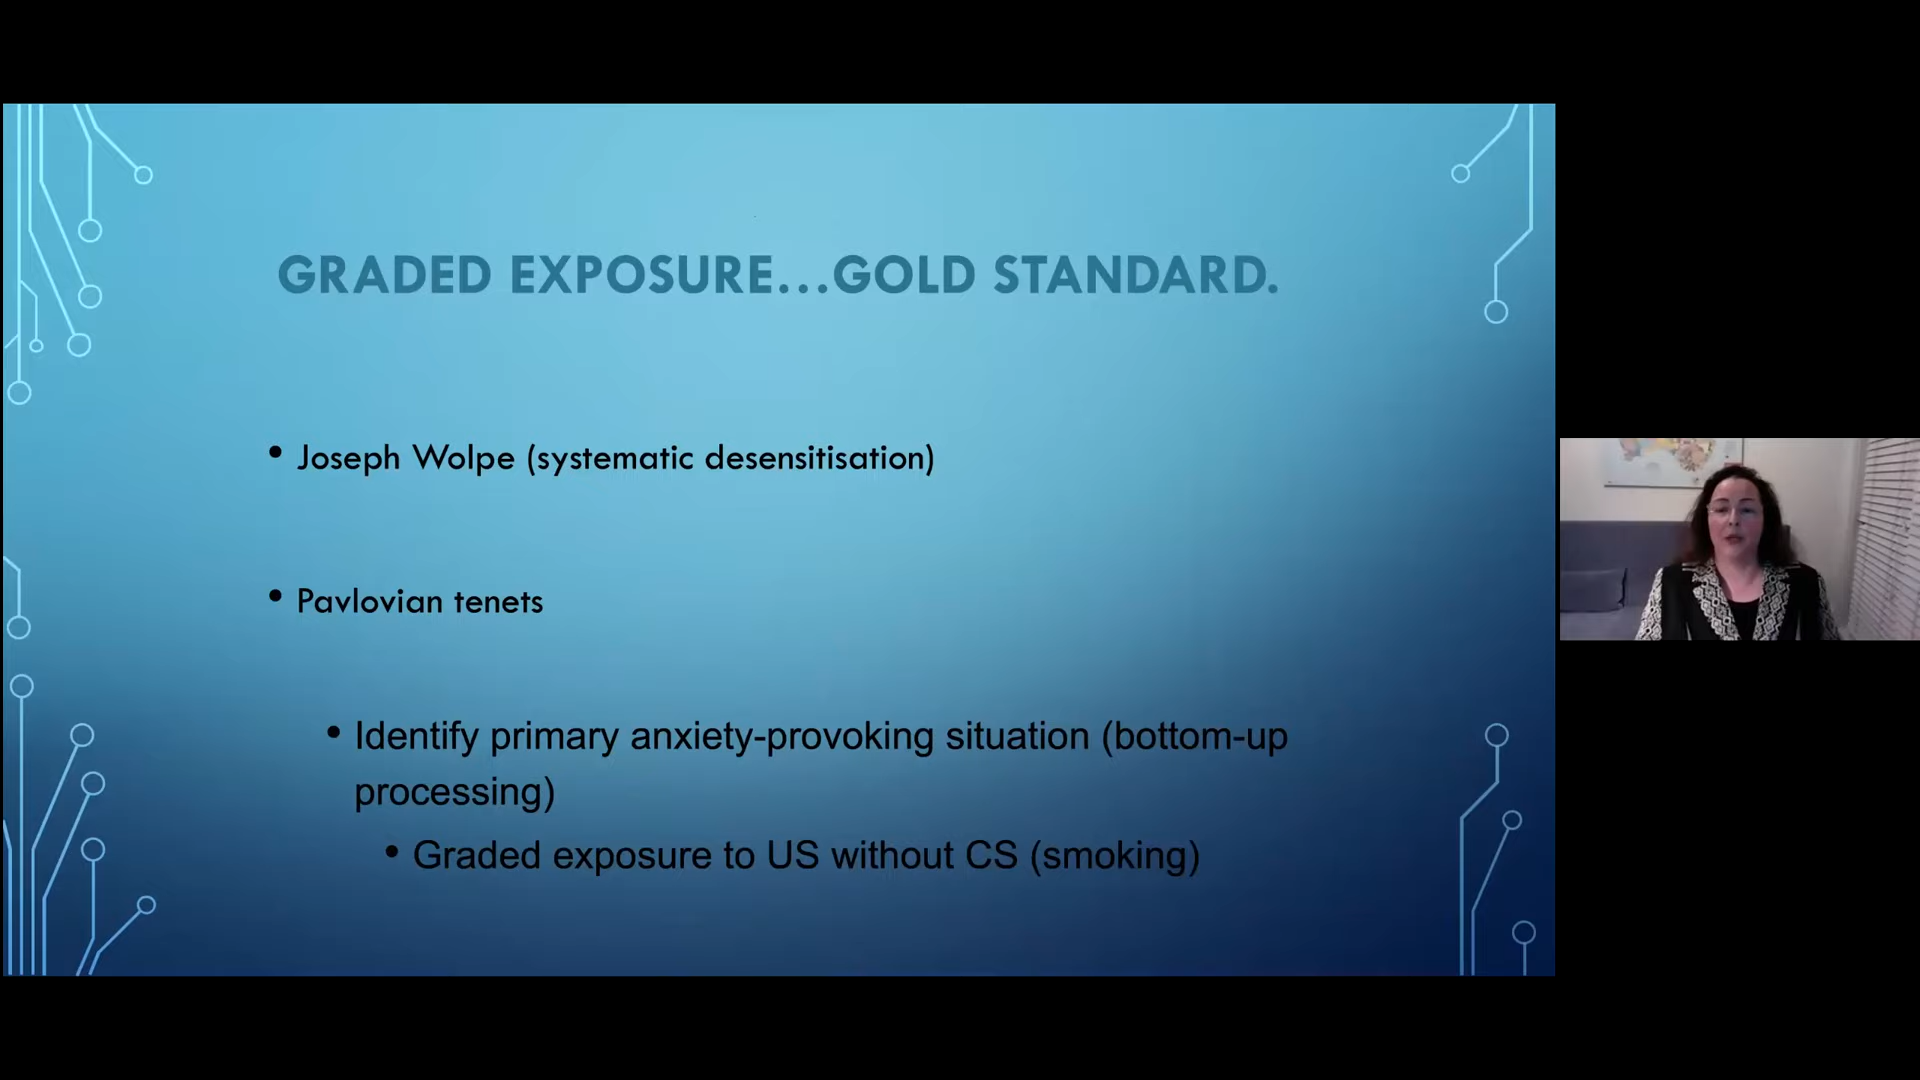 GRADED EXPOSURE...GOLD STANDARD.
• Joseph Wolpe (systematic desensitisation)
• Pavlovian tenets
• Identify primary anxiety-provoking situation (bottom-up
processing)
• Graded exposure to US without CS (smoking)